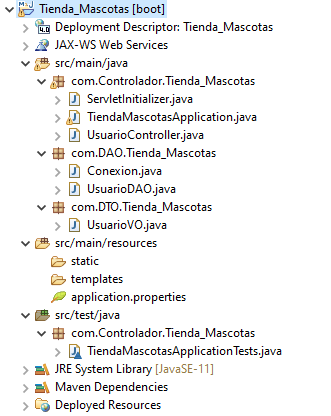 Tienda_Mascotas [boot]
Deployment Descriptor: Tienda_Mascotas
JAX-WS Web Services
src/main/java
com.Controlador.Tienda_Mascotas
ServletInitializer.java
TiendaMascotasApplication.java
UsuarioController.java
com.DAO.Tienda_Mascotas
Conexion.java
UsuarioDAO.java
com.DTO.Tienda_Mascotas
UsuarioVO.java
src/main/resources
static
templates
application.properties
src/test/java
com.Controlador.Tienda_Mascotas
TiendaMascotasApplicationTests.java
JRE System Library [JavaSE-11]
Maven Dependencies
Deployed Resources